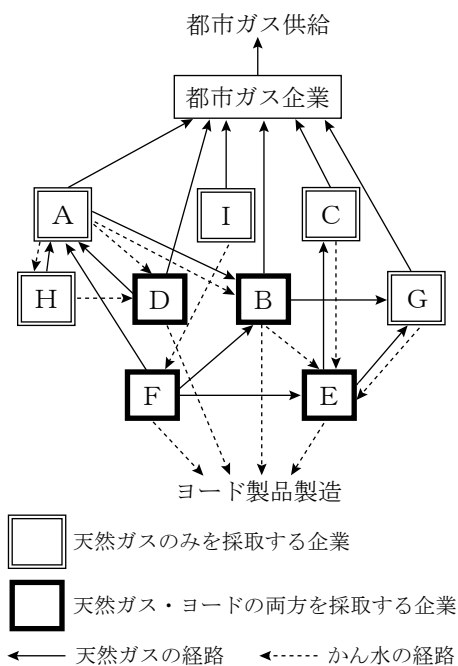 都市ガス供給
都市ガス企業
A
I
C
H
D
B
G
F
E
ヨード製品製造
天然ガスのみを採取する企業
天然ガス・ヨードの両方を採取する企業
天然ガスの経路 かん水の経路